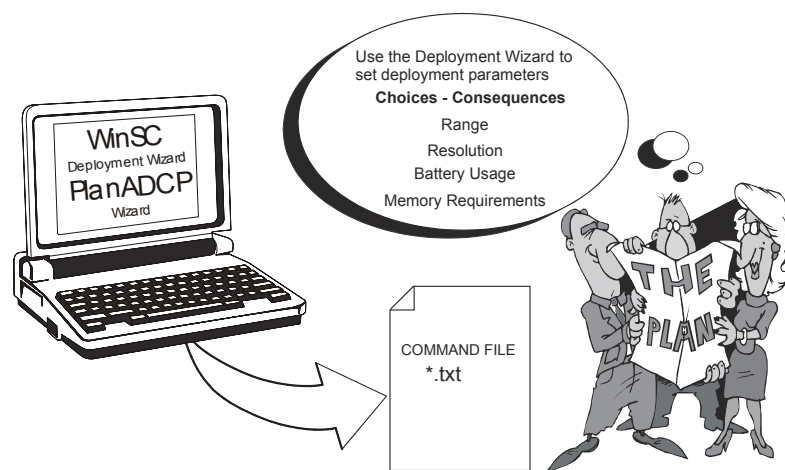 Use the Deployment Wizard to
set deployment parameters
Choices - Consequences
Range
Resolution
Battery Usage
Memory Requirements
WinSC
Deployment Wizard
PlanADCP
Wizard
THE
PLAN
COMMAND FILE
*.txt